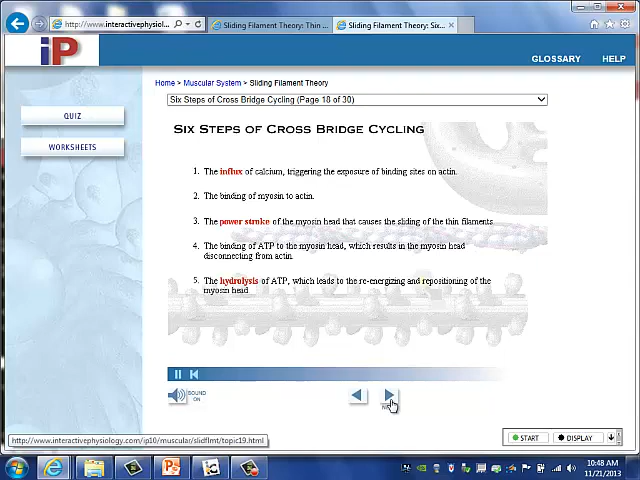 http://www.interactivephysiol...
Sliding Filament Theory: Thin ...
Sliding Filament Theory: Six...
iP
GLOSSARY
HELP
Home > Muscular System > Sliding Filament Theory
Six Steps of Cross Bridge Cycling (Page 18 of 30)
QUIZ
WORKSHEETS
SIX STEPS OF CROSS BRIDGE CYCLING
1. The influx of calcium, triggering the exposure of binding sites on actin.
2. The binding of myosin to actin.
3. The power stroke of the myosin head that causes the sliding of the thin filaments.
4. The binding of ATP to the myosin head, which results in the myosin head
disconnecting from actin.
5. The hydrolysis of ATP, which leads to the re-energizing and repositioning of the
myosin head
SOUND
ON
http://www.interactivephysiology.com/ip10/muscular/slidflmt/topic19.html
START
DISPLAY
10:48 AM
11/21/2013